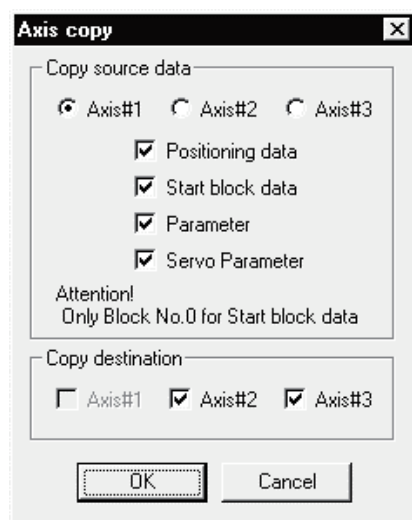 Axis copy
Copy source data
Axis#1 Axis#2 Axis#3
Positioning data
Start block data
Parameter
Servo Parameter
Attention!
Only Block No.0 for Start block data
Copy destination
Axis#1 Axis#2 Axis#3
OK Cancel